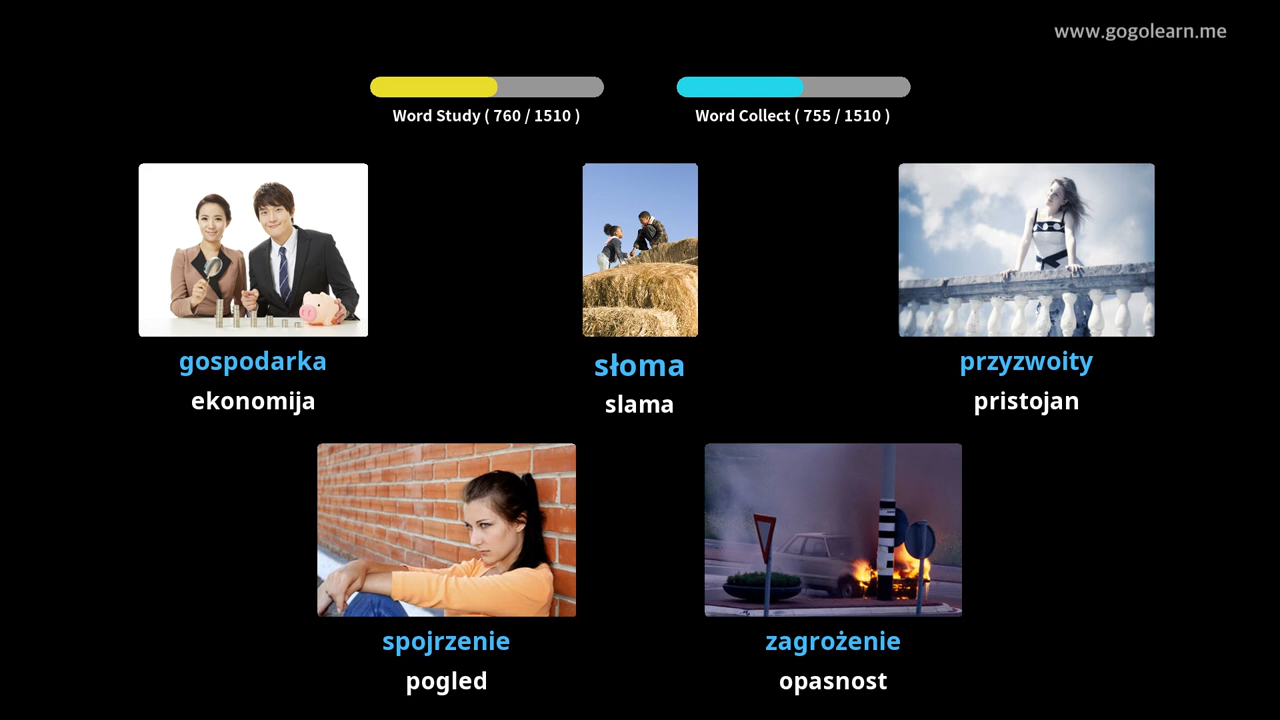 www.gogolearn.me
Word Study ( 760 / 1510 )
Word Collect ( 755 / 1510 )
gospodarka
ekonomija
słoma
slama
przyzwoity
pristojan
spojrzenie
pogled
zagrożenie
opasnost